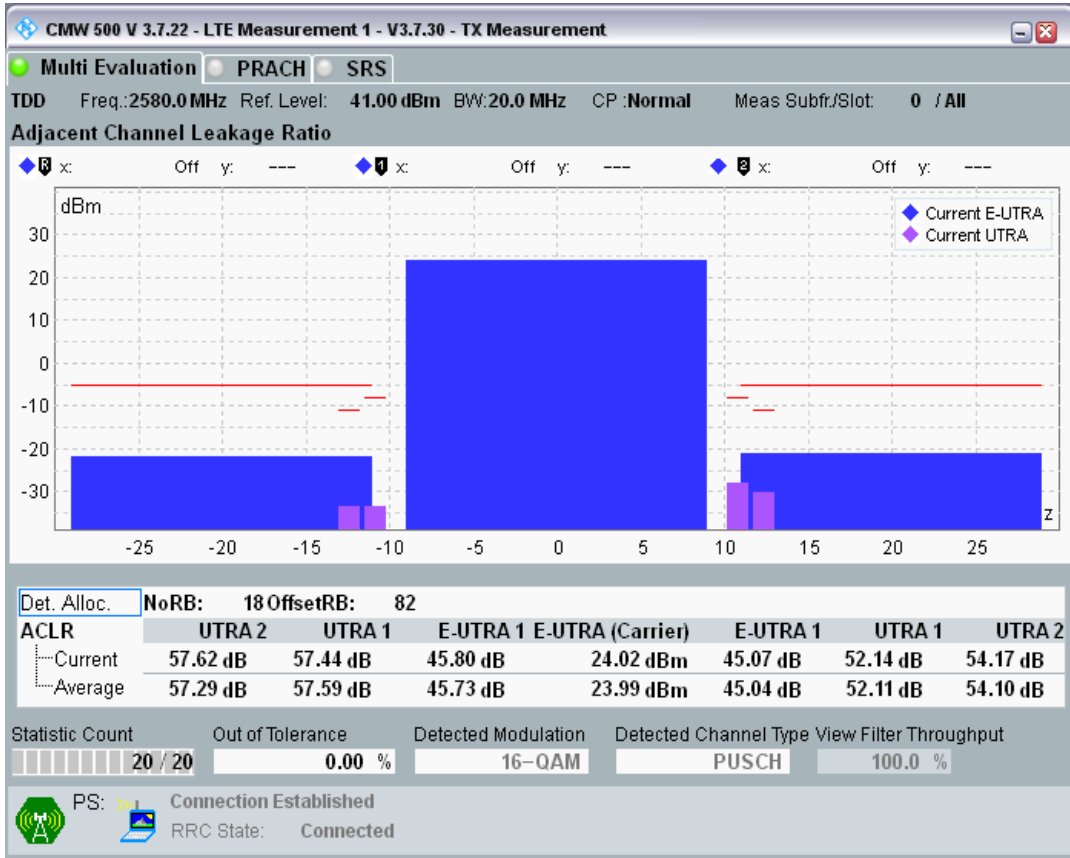 CMW 500 V 3.7.22 - LTE Measurement 1 - V3.7.30 - TX Measurement
Multi Evaluation PRACH SRS
TDD Freq.:2580.0 MHz Ref. Level: 41.00 dBm BW:20.0 MHz CP :Normal Meas Subfr./Slot: 0 / All
Adjacent Channel Leakage Ratio
R x: Off y: --- 1 x: Off y: --- 2 x: Off y: ---
dBm
Current E-UTRA
Current UTRA
30
20
10
0
-10
-20
-30
z
-25 -20 -15 -10 -5 0 5 10 15 20 25
Det. Alloc. NoRB: 18 OffsetRB: 82
ACLR UTRA 2 UTRA 1 E-UTRA 1 E-UTRA (Carrier) E-UTRA 1 UTRA 1 UTRA 2
Current 57.62 dB 57.44 dB 45.80 dB 24.02 dBm 45.07 dB 52.14 dB 54.17 dB
Average 57.29 dB 57.59 dB 45.73 dB 23.99 dBm 45.04 dB 52.11 dB 54.10 dB
Statistic Count Out of Tolerance Detected Modulation Detected Channel Type View Filter Throughput
20 / 20 0.00 % 16-QAM PUSCH 100.0 %
PS: Connection Established
RRC State: Connected